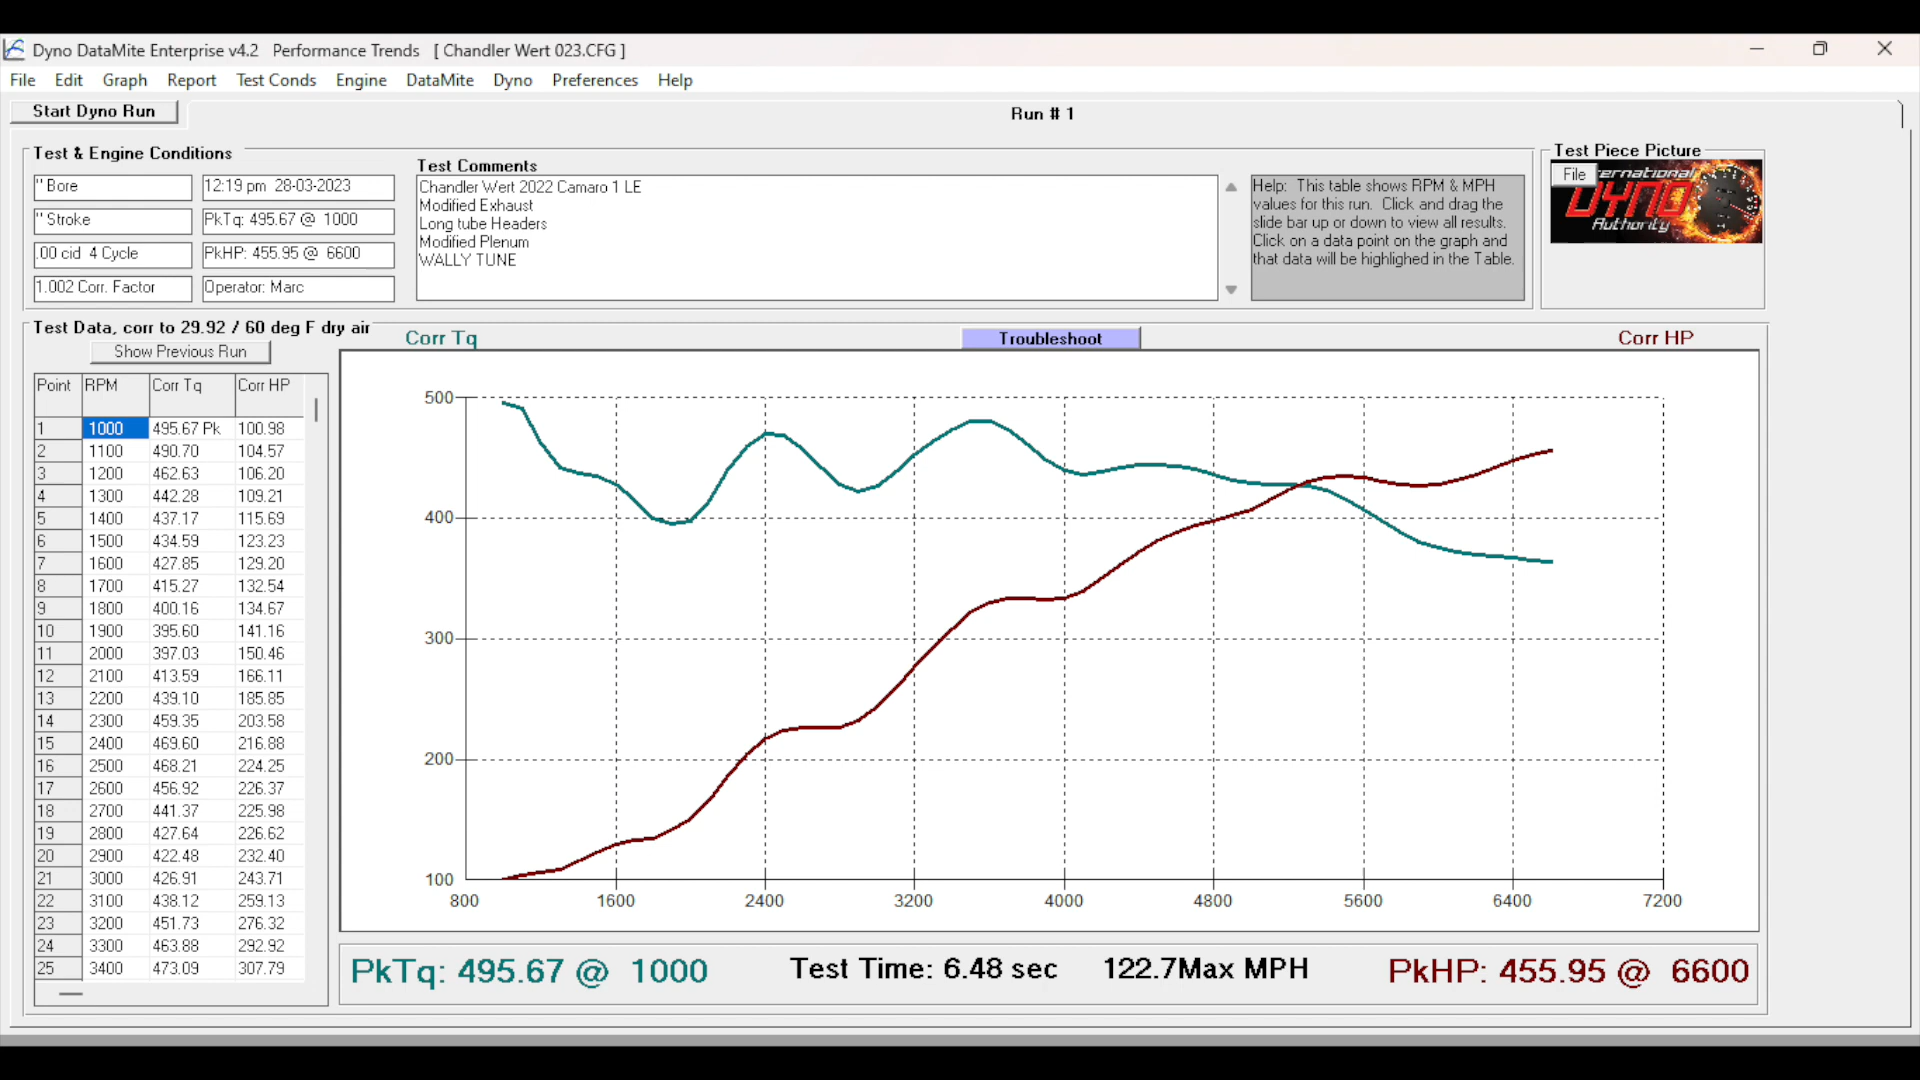 Dyno DataMite Enterprise v4.2 Performance Trends [ Chandler Wert 023.CFG ]
File Edit Graph Report Test Conds Engine DataMite Dyno Preferences Help
Start Dyno Run
Run # 1
Test & Engine Conditions
" Bore
12:19 pm 28-03-2023
" Stroke
PkTq: 495.67 @ 1000
.00 cid 4 Cycle
PkHP: 455.95 @ 6600
1.002 Corr. Factor
Operator: Marc
Test Comments
Chandler Wert 2022 Camaro 1 LE
Modified Exhaust
Long tube Headers
Modified Plenum
WALLY TUNE
Help: This table shows RPM & MPH
values for this run. Click and drag the
slide bar up or down to view all results.
Click on a data point on the graph and
that data will be highlighed in the Table.
Test Piece Picture
File
ernational
DYNO
Authority
Test Data, corr to 29.92 / 60 deg F dry air
Show Previous Run
Corr Tq
Troubleshoot
Corr HP
Point RPM Corr Tq Corr HP
1 1000 495.67 Pk 100.98
2 1100 490.70 104.57
3 1200 462.63 106.20
4 1300 442.28 109.21
5 1400 437.17 115.69
6 1500 434.59 123.23
7 1600 427.85 129.20
8 1700 415.27 132.54
9 1800 400.16 134.67
10 1900 395.60 141.16
11 2000 397.03 150.46
12 2100 413.59 166.11
13 2200 439.10 185.85
14 2300 459.35 203.58
15 2400 469.60 216.88
16 2500 468.21 224.25
17 2600 456.92 226.37
18 2700 441.37 225.98
19 2800 427.64 226.62
20 2900 422.48 232.40
21 3000 426.91 243.71
22 3100 438.12 259.13
23 3200 451.73 276.32
24 3300 463.88 292.92
25 3400 473.09 307.79
500
400
300
200
100
800 1600 2400 3200 4000 4800 5600 6400 7200
PkTq: 495.67 @ 1000
Test Time: 6.48 sec 122.7Max MPH
PkHP: 455.95 @ 6600